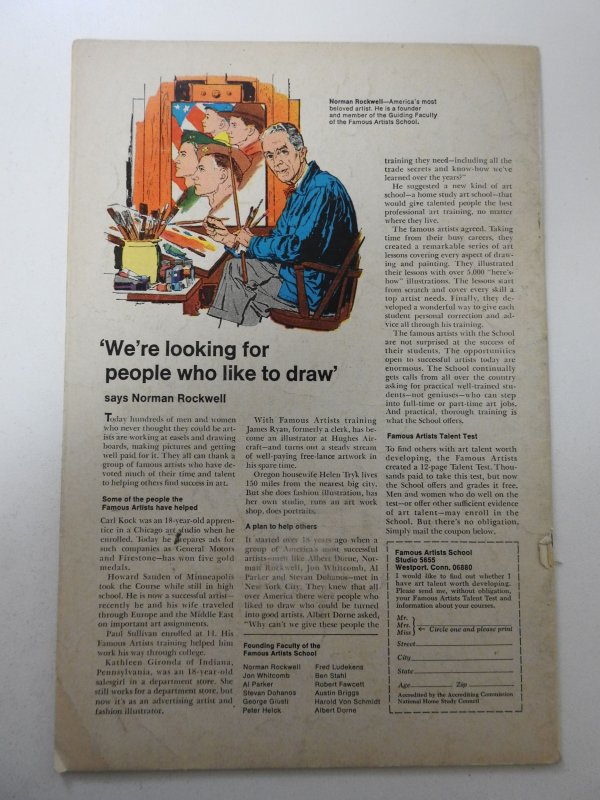 Norman Rockwell—America's most
beloved artist. He is a founder
and member of the Guiding Faculty
of the Famous Artists School.
'We're looking for
people who like to draw'
says Norman Rockwell
Today hundreds of men and women
who never thought they could be art-
ists are working at easels and drawing
boards, making pictures and getting
well paid for it. They all can thank a
group of famous artists who have de-
voted much of their time and talent
to helping others find success in art.
Some of the people the
Famous Artists have helped
Carl Kock was an 18-year-old appren-
tice in a Chicago art studio when he
enrolled. Today he prepares ads for
such companies as General Motors
and Firestone—has won five gold
medals.
Howard Sanden of Minneapolis
took the Course while still in high
school. He is now a successful artist—
recently he and his wife traveled
through Europe and the Middle East
on important art assignments.
Paul Sullivan enrolled at 41. His
Famous Artists training helped him
work his way through college.
Kathleen Gironda of Indiana,
Pennsylvania, was an 18-year-old
salesgirl in a department store. She
still works for a department store, but
now it's as an advertising artist and
fashion illustrator.
With Famous Artists training
James Ryan, formerly a clerk, has be-
come an illustrator at Hughes Air-
craft—and turns out a steady stream
of well-paying free-lance artwork in
his spare time.
Oregon housewife Helen Tryk lives
150 miles from the nearest big city.
But she does fashion illustration, has
her own studio, runs an art work
shop, does portraits.
A plan to help others
It started over 18 years ago when a
group of America's most successful
artists—men like Albert Dorne, Nor-
man Rockwell, Jon Whitcomb, Al
Parker and Stevan Dohanos—met in
New York City. They knew that all
over America there were people who
liked to draw who could be turned
into good artists. Albert Dorne asked,
"Why can't we give these people the
Founding Faculty of the
Famous Artists School
Norman Rockwell
Jon Whitcomb
Al Parker
Stevan Dohanos
George Giusti
Peter Helck
Fred Ludekens
Ben Stahl
Robert Fawcett
Austin Briggs
Harold Von Schmidt
Albert Dorne
training they need—including all the
trade secrets and know-how we've
learned over the years?"
He suggested a new kind of art
school—a home study art school—that
would give talented people the best
professional art training, no matter
where they live.
The famous artists agreed. Taking
time from their busy careers, they
created a remarkable series of art
lessons covering every aspect of draw-
ing and painting. They illustrated
their lessons with over 5,000 "here's-
how" illustrations. The lessons start
from scratch and cover every skill a
top artist needs. Finally, they de-
veloped a wonderful way to give each
student personal correction and ad-
vice all through his training.
The famous artists with the School
are not surprised at the success of
their students. The opportunities
open to successful artists today are
enormous. The School continually
gets calls from all over the country
asking for practical well-trained stu-
dents—not geniuses—who can step
into full-time or part-time art jobs.
And practical, thorough training is
what the School offers.
Famous Artists Talent Test
To find others with art talent worth
developing, the Famous Artists
created a 12-page Talent Test. Thou-
sands paid to take this test, but now
the School offers and grades it free.
Men and women who do well on the
test—or offer other sufficient evidence
of art talent—may enroll in the
School. But there's no obligation.
Simply mail the coupon below.
Famous Artists School
Studio 5655
Westport, Conn. 06880
I would like to find out whether I
have art talent worth developing.
Please send me, without obligation,
your Famous Artists Talent Test and
information about your courses.
Mr.
Mrs.
Miss
Circle one and please print
Street
City
State
Age Zip
Accredited by the Accrediting Commission
National Home Study Council